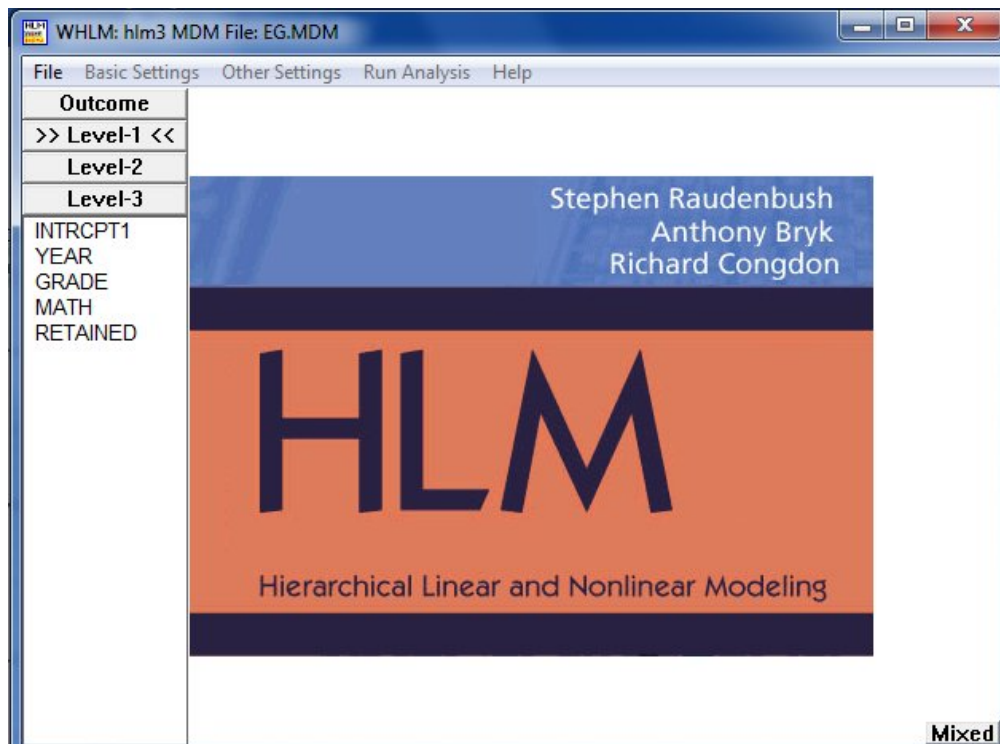 WHLM: hlm3 MDM File: EG.MDM
File Basic Settings Other Settings Run Analysis Help
Outcome
>> Level-1 <<
Level-2
Level-3
INTRCPT1
YEAR
GRADE
MATH
RETAINED
Stephen Raudenbush
Anthony Bryk
Richard Congdon
HLM
Hierarchical Linear and Nonlinear Modeling
Mixed